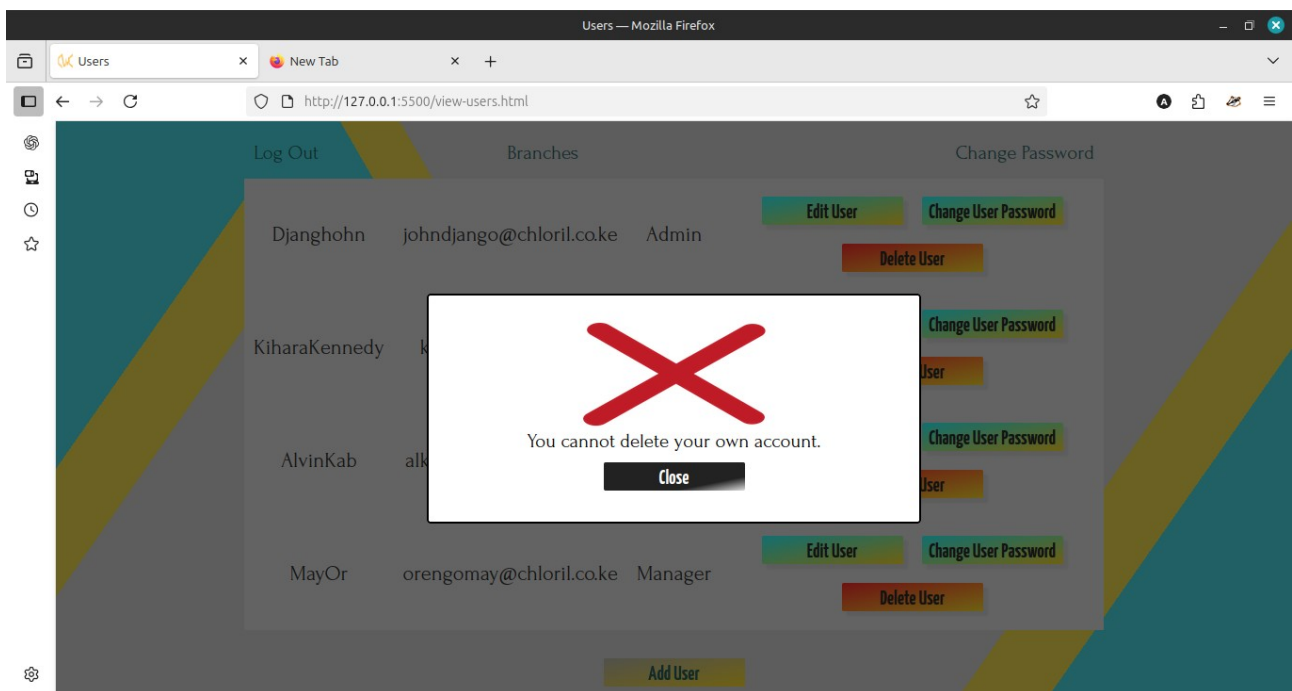 Users — Mozilla Firefox
Users
New Tab
http://127.0.0.1:5500/view-users.html
Log Out Branches Change Password
Edit User Change User Password
Djanghohn johndjango@chloril.co.ke Admin
Delete User
Change User Password
KiharaKennedy k
User
You cannot delete your own account.
Change User Password
AlvinKab alk
Close
User
Edit User Change User Password
MayOr orengomay@chloril.co.ke Manager
Delete User
Add User